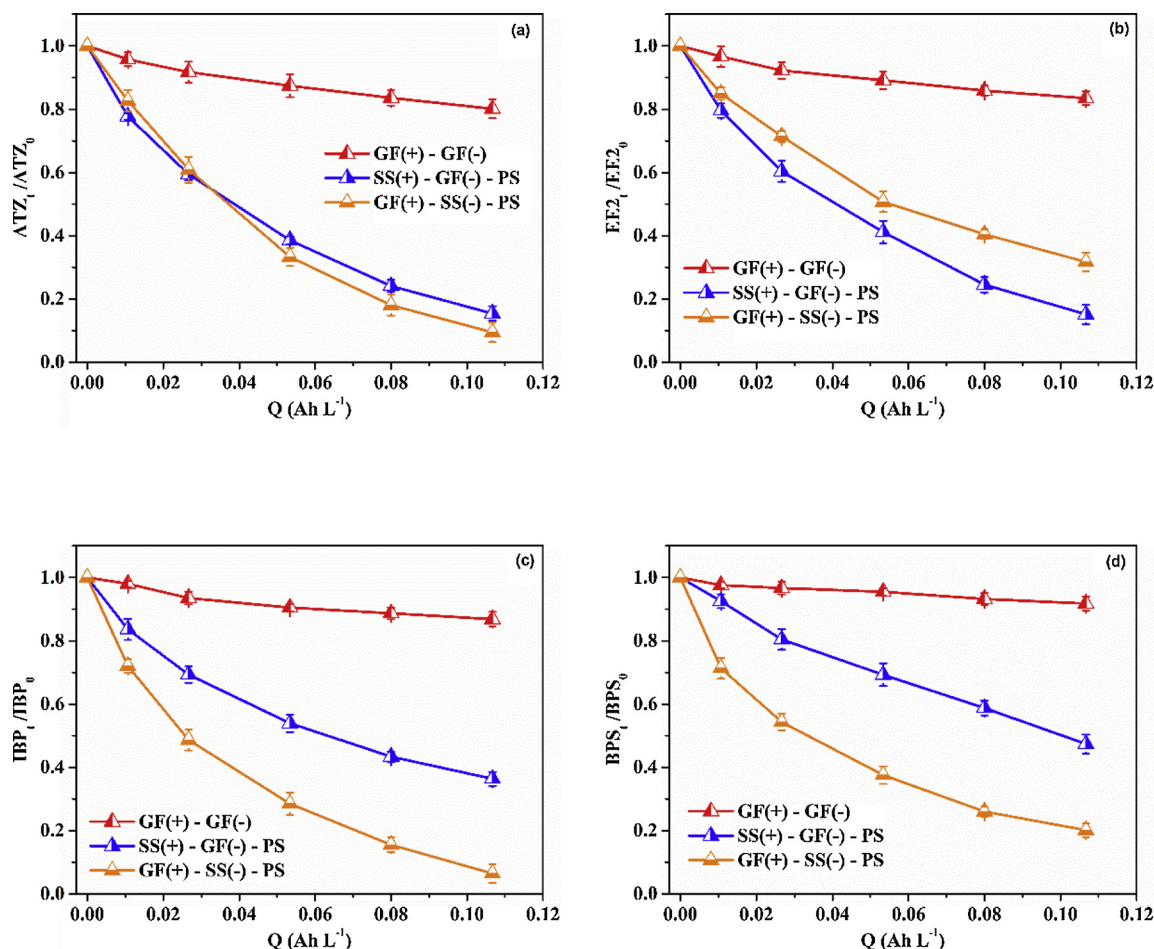 (a)
1.0
0.8
0.6
0.4
0.2
0.0
ATZt /ATZ0
GF(+) - GF(-)
SS(+) - GF(-) - PS
GF(+) - SS(-) - PS
0.00 0.02 0.04 0.06 0.08 0.10 0.12
Q (Ah L-1)
(b)
1.0
0.8
0.6
0.4
0.2
0.0
EE2t /EE20
GF(+) - GF(-)
SS(+) - GF(-) - PS
GF(+) - SS(-) - PS
0.00 0.02 0.04 0.06 0.08 0.10 0.12
Q (Ah L-1)
(c)
1.0
0.8
0.6
0.4
0.2
0.0
IBPt /IBP0
GF(+) - GF(-)
SS(+) - GF(-) - PS
GF(+) - SS(-) - PS
0.00 0.02 0.04 0.06 0.08 0.10 0.12
Q (Ah L-1)
(d)
1.0
0.8
0.6
0.4
0.2
0.0
BPSt /BPS0
GF(+) - GF(-)
SS(+) - GF(-) - PS
GF(+) - SS(-) - PS
0.00 0.02 0.04 0.06 0.08 0.10 0.12
Q (Ah L-1)